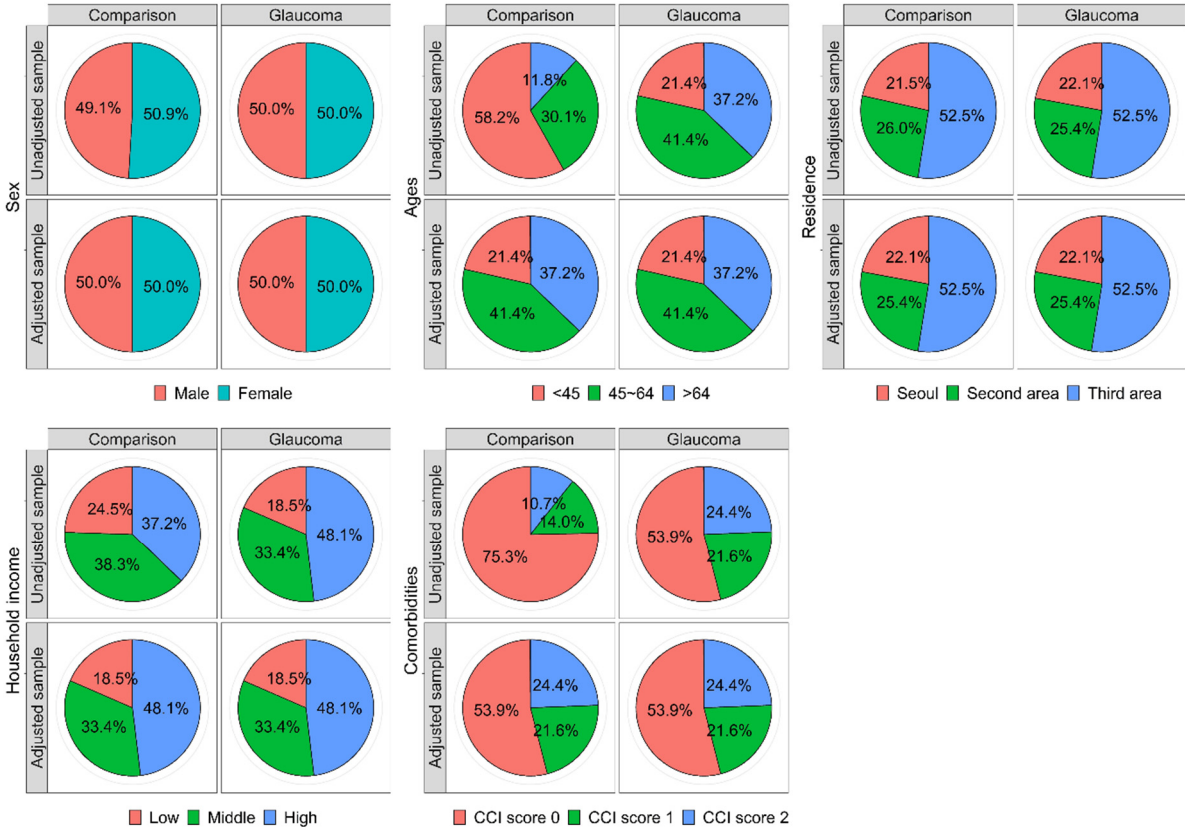 Comparison Glaucoma
Sex
Unadjusted sample
49.1% 50.9% 50.0% 50.0%
Adjusted sample
50.0% 50.0% 50.0% 50.0%
Male Female
Comparison Glaucoma
Ages
Unadjusted sample
58.2% 11.8% 30.1% 21.4% 37.2% 41.4%
Adjusted sample
21.4% 37.2% 41.4% 21.4% 37.2% 41.4%
<45 45~64 >64
Comparison Glaucoma
Residence
Unadjusted sample
21.5% 26.0% 52.5% 22.1% 25.4% 52.5%
Adjusted sample
22.1% 25.4% 52.5% 22.1% 25.4% 52.5%
Seoul Second area Third area
Comparison Glaucoma
Household income
Unadjusted sample
24.5% 37.2% 38.3% 18.5% 33.4% 48.1%
Adjusted sample
18.5% 33.4% 48.1% 18.5% 33.4% 48.1%
Low Middle High
Comparison Glaucoma
Comorbidities
Unadjusted sample
10.7% 14.0% 75.3% 53.9% 24.4% 21.6%
Adjusted sample
53.9% 24.4% 21.6% 53.9% 24.4% 21.6%
CCI score 0 CCI score 1 CCI score 2